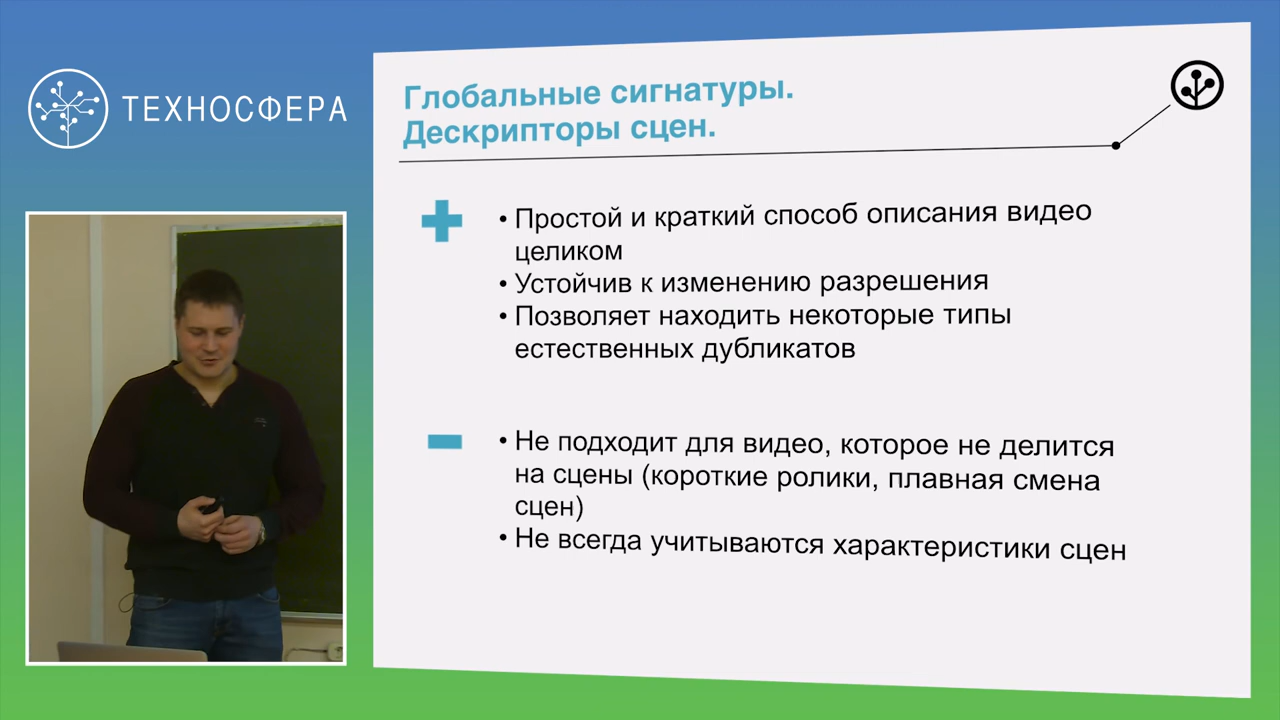 ТЕХНОСФЕРА
Глобальные сигнатуры.
Дескрипторы сцен.
• Простой и краткий способ описания видео
целиком
• Устойчив к изменению разрешения
• Позволяет находить некоторые типы
естественных дубликатов
• Не подходит для видео, которое не делится
на сцены (короткие ролики, плавная смена
сцен)
• Не всегда учитываются характеристики сцен